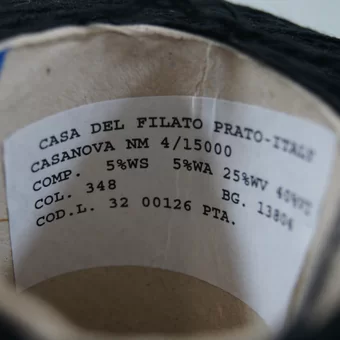 CASA DEL FILATO PRATO-ITALY
CASANOVA NM 4/15000
COMP. 5%WS 5%WA 25%WV
COL. 348 BG. 13806
COD.L. 32 00126 PTA.